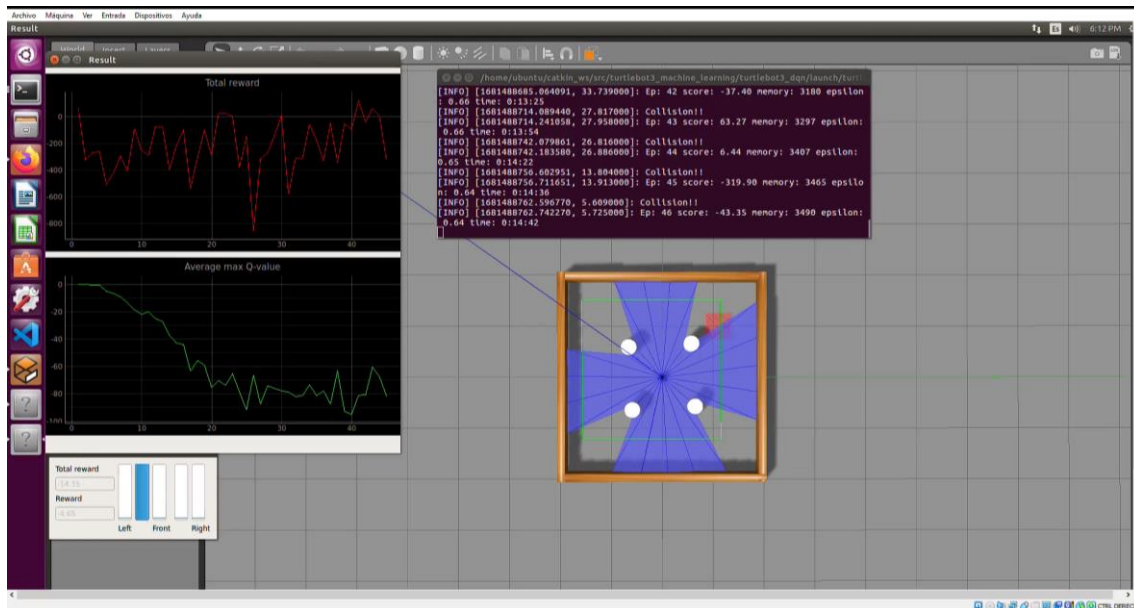 Archivo Máquina Ver Entrada Dispositivos Ayuda
Result
Es
6:12 PM
World Insert Layers
Result
Total reward
0
-200
-400
-600
-800
0 10 20 30 40
Average max Q-value
0
-20
-40
-60
-80
-100
0 10 20 30 40
Total reward
Reward
Left Front Right
/home/ubuntu/catkin_ws/src/turtlebot3_machine_learning/turtlebot3_dqn/launch/turtl
[INFO] [1681488685.064091, 33.739000]: Ep: 42 score: -37.40 memory: 3180 epsilon
: 0.66 time: 0:13:25
[INFO] [1681488714.089440, 27.817000]: Collision!!
[INFO] [1681488714.241058, 27.958000]: Ep: 43 score: 63.27 memory: 3297 epsilon:
0.66 time: 0:13:54
[INFO] [1681488742.079861, 26.816000]: Collision!!
[INFO] [1681488742.183580, 26.886000]: Ep: 44 score: 6.44 memory: 3407 epsilon:
0.65 time: 0:14:22
[INFO] [1681488756.602951, 13.804000]: Collision!!
[INFO] [1681488756.711651, 13.913000]: Ep: 45 score: -319.90 memory: 3465 epsilo
n: 0.64 time: 0:14:36
[INFO] [1681488762.596770, 5.609000]: Collision!!
[INFO] [1681488762.742270, 5.725000]: Ep: 46 score: -43.35 memory: 3490 epsilon:
0.64 time: 0:14:42
CTRL DERECHO